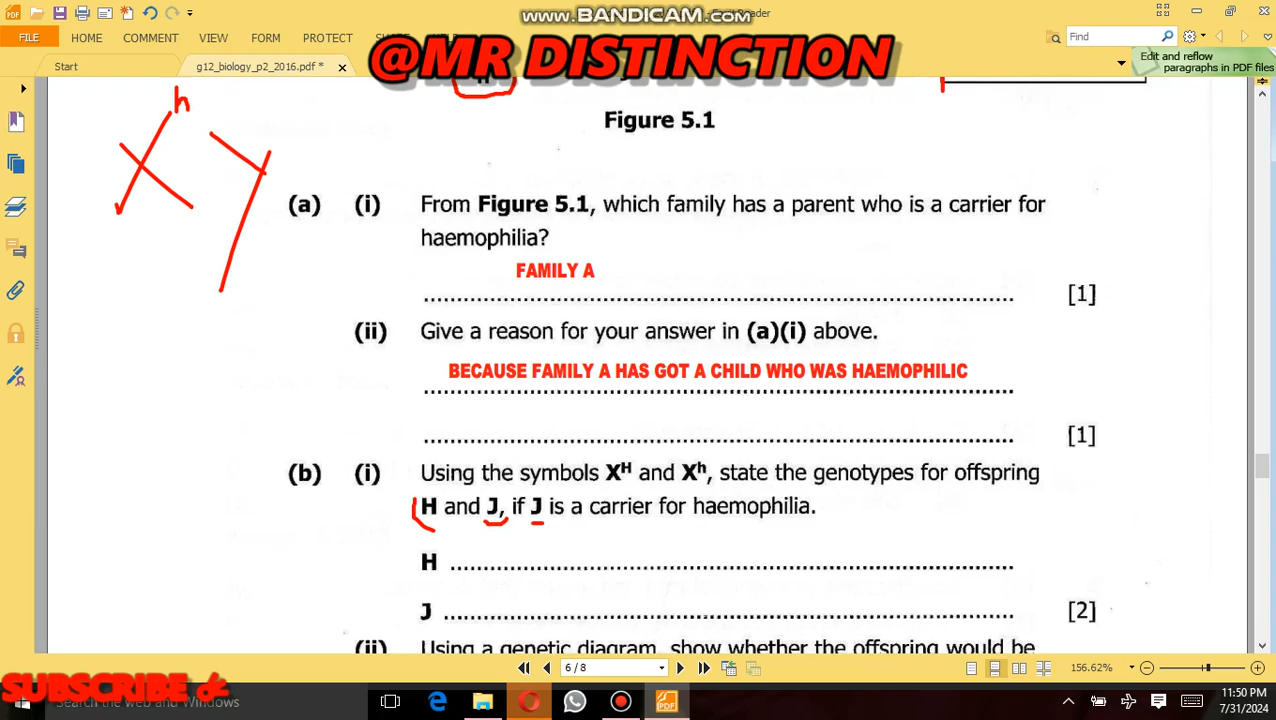 www.BANDICAM.com
Reader
FILE HOME COMMENT VIEW FORM PROTECT
Find
Edit and reflow
paragraphs in PDF files
@MR DISTINCTION
Start g12_biology_p2_2016.pdf *
Figure 5.1
X^h Y
(a) (i) From Figure 5.1, which family has a parent who is a carrier for
haemophilia?
FAMILY A
[1]
(ii) Give a reason for your answer in (a)(i) above.
BECAUSE FAMILY A HAS GOT A CHILD WHO WAS HAEMOPHILIC
[1]
(b) (i) Using the symbols X^H and X^h, state the genotypes for offspring
H and J, if J is a carrier for haemophilia.
H
J [2]
(ii) Using a genetic diagram, show whether the offspring would be
6 / 8 156.62%
SUBSCRIBE
Search the web and Windows
11:50 PM
7/31/2024